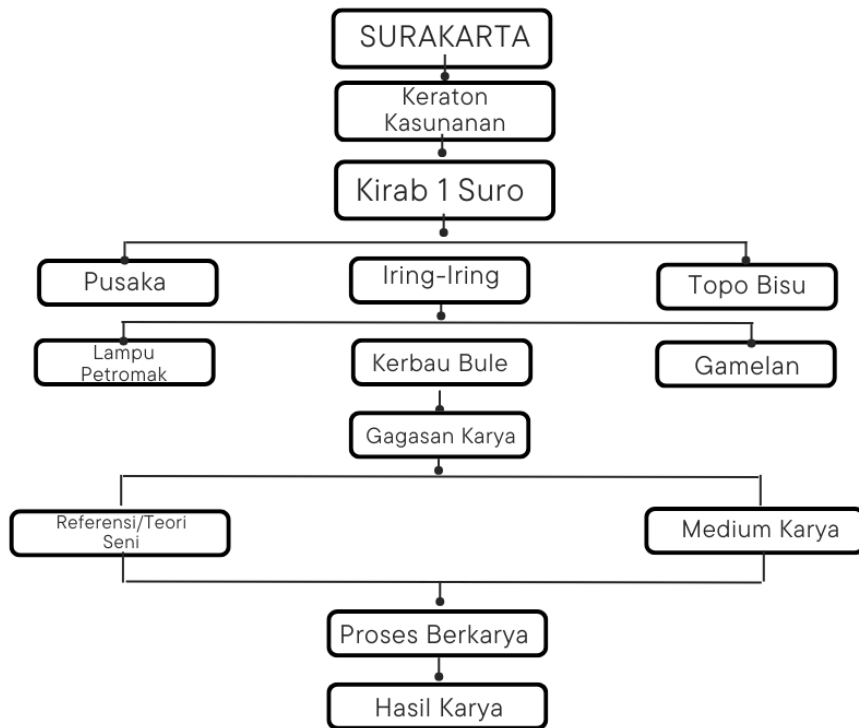 SURAKARTA
Keraton
Kasunanan
Kirab 1 Suro
Pusaka
Iring-Iring
Topo Bisu
Lampu
Petromak
Kerbau Bule
Gamelan
Gagasan Karya
Referensi/Teori
Seni
Medium Karya
Proses Berkarya
Hasil Karya